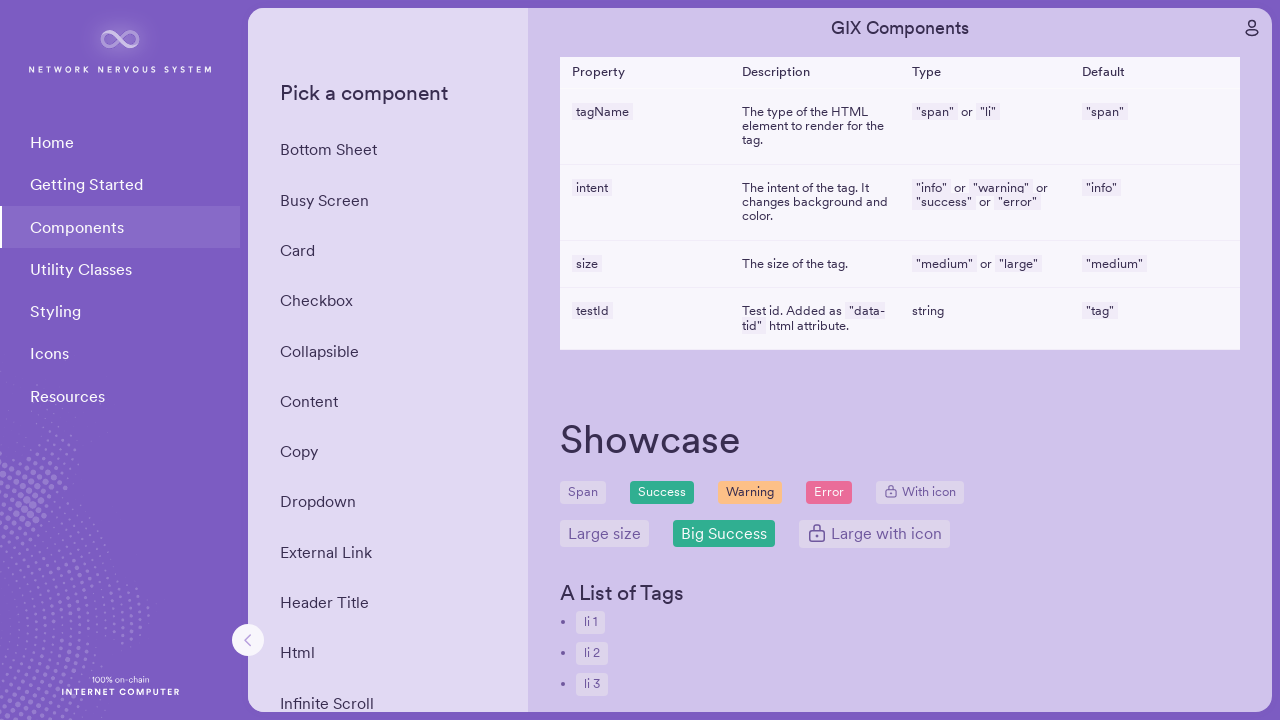 NETWORK NERVOUS SYSTEM
Home
Getting Started
Components
Utility Classes
Styling
Icons
Resources
100% on-chain
INTERNET COMPUTER
Pick a component
Bottom Sheet
Busy Screen
Card
Checkbox
Collapsible
Content
Copy
Dropdown
External Link
Header Title
Html
Infinite Scroll
GIX Components
Property Description Type Default
tagName The type of the HTML "span" or "li" "span"
element to render for the
tag.
intent The intent of the tag. It "info" or "warning" or "info"
changes background and "success" or "error"
color.
size The size of the tag. "medium" or "large" "medium"
testId Test id. Added as "data- string "tag"
tid" html attribute.
Showcase
Span Success Warning Error With icon
Large size Big Success Large with icon
A List of Tags
li 1
li 2
li 3